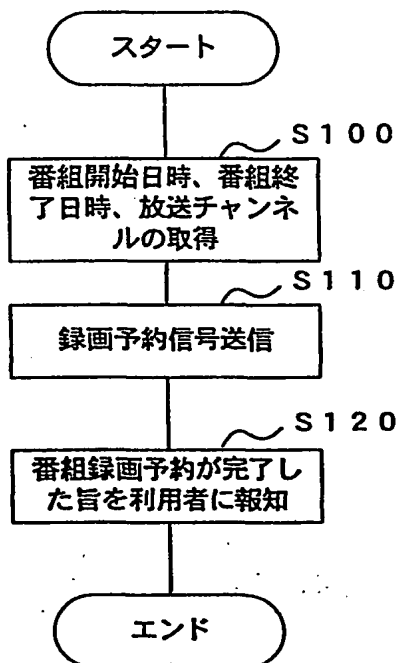 スタート
S100
番組開始日時、番組終
了日時、放送チャンネ
ルの取得
S110
録画予約信号送信
S120
番組録画予約が完了し
た旨を利用者に報知
エンド